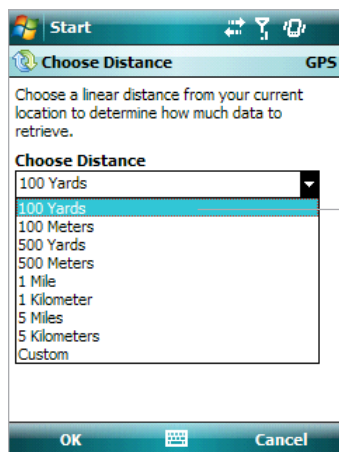 Start
Choose Distance GPS
Choose a linear distance from your current
location to determine how much data to
retrieve.
Choose Distance
100 Yards
100 Yards
100 Meters
500 Yards
500 Meters
1 Mile
1 Kilometer
5 Miles
5 Kilometers
Custom
OK Cancel